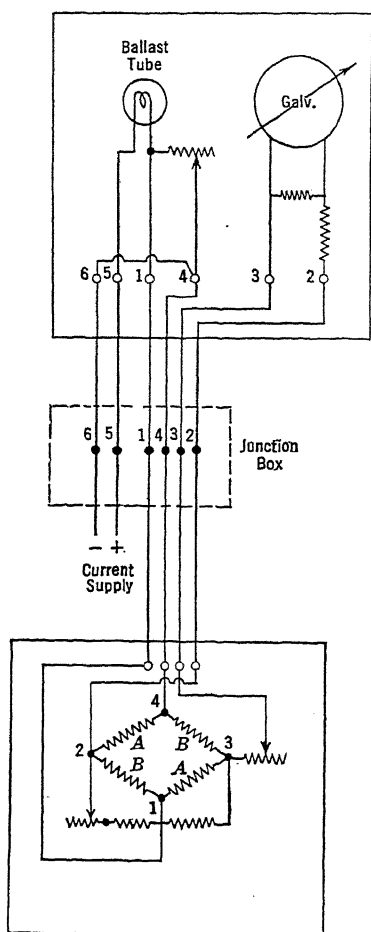 Ballast
Tube
Galv.
6 5 1 4 3 2
6 5 1 4 3 2
Junction
Box
- +
Current
Supply
4
A B
2 3
B A
1